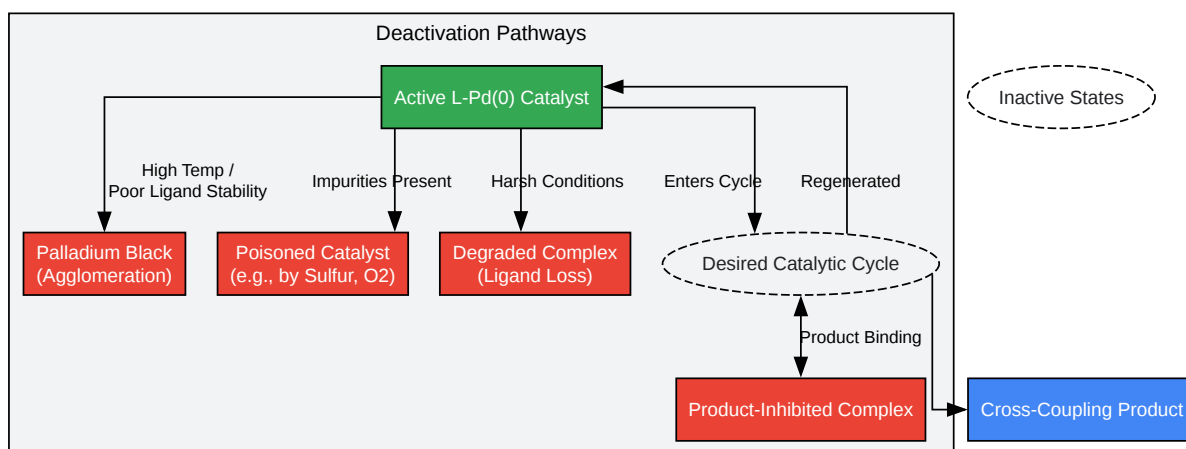 Deactivation Pathways
Active L-Pd(0) Catalyst
Inactive States
High Temp /
Poor Ligand Stability
Impurities Present
Harsh Conditions
Enters Cycle
Regenerated
Palladium Black
(Agglomeration)
Poisoned Catalyst
(e.g., by Sulfur, O2)
Degraded Complex
(Ligand Loss)
Desired Catalytic Cycle
Product Binding
Product-Inhibited Complex
Cross-Coupling Product